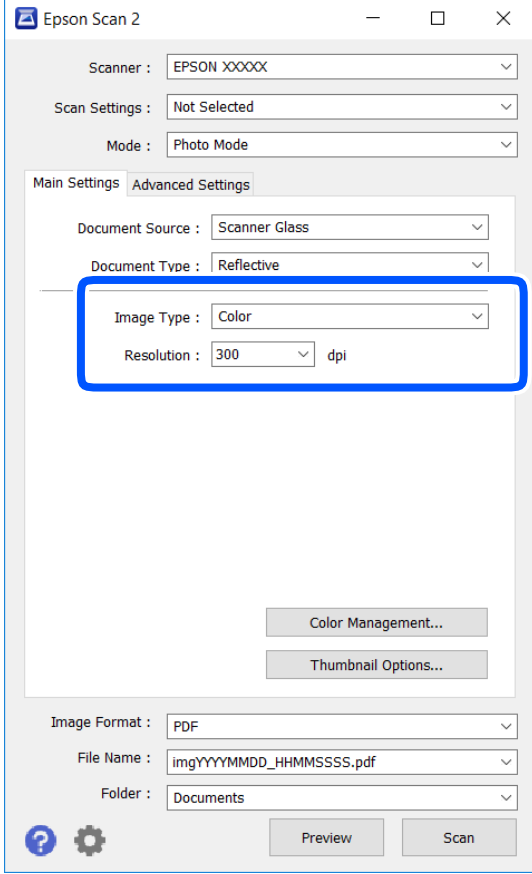 Epson Scan 2
Scanner : EPSON XXXXX
Scan Settings : Not Selected
Mode : Photo Mode
Main Settings Advanced Settings
Document Source : Scanner Glass
Document Type : Reflective
Image Type : Color
Resolution : 300 dpi
Color Management...
Thumbnail Options...
Image Format : PDF
File Name : imgYYYYMMDD_HHMMSSSS.pdf
Folder : Documents
? Preview Scan